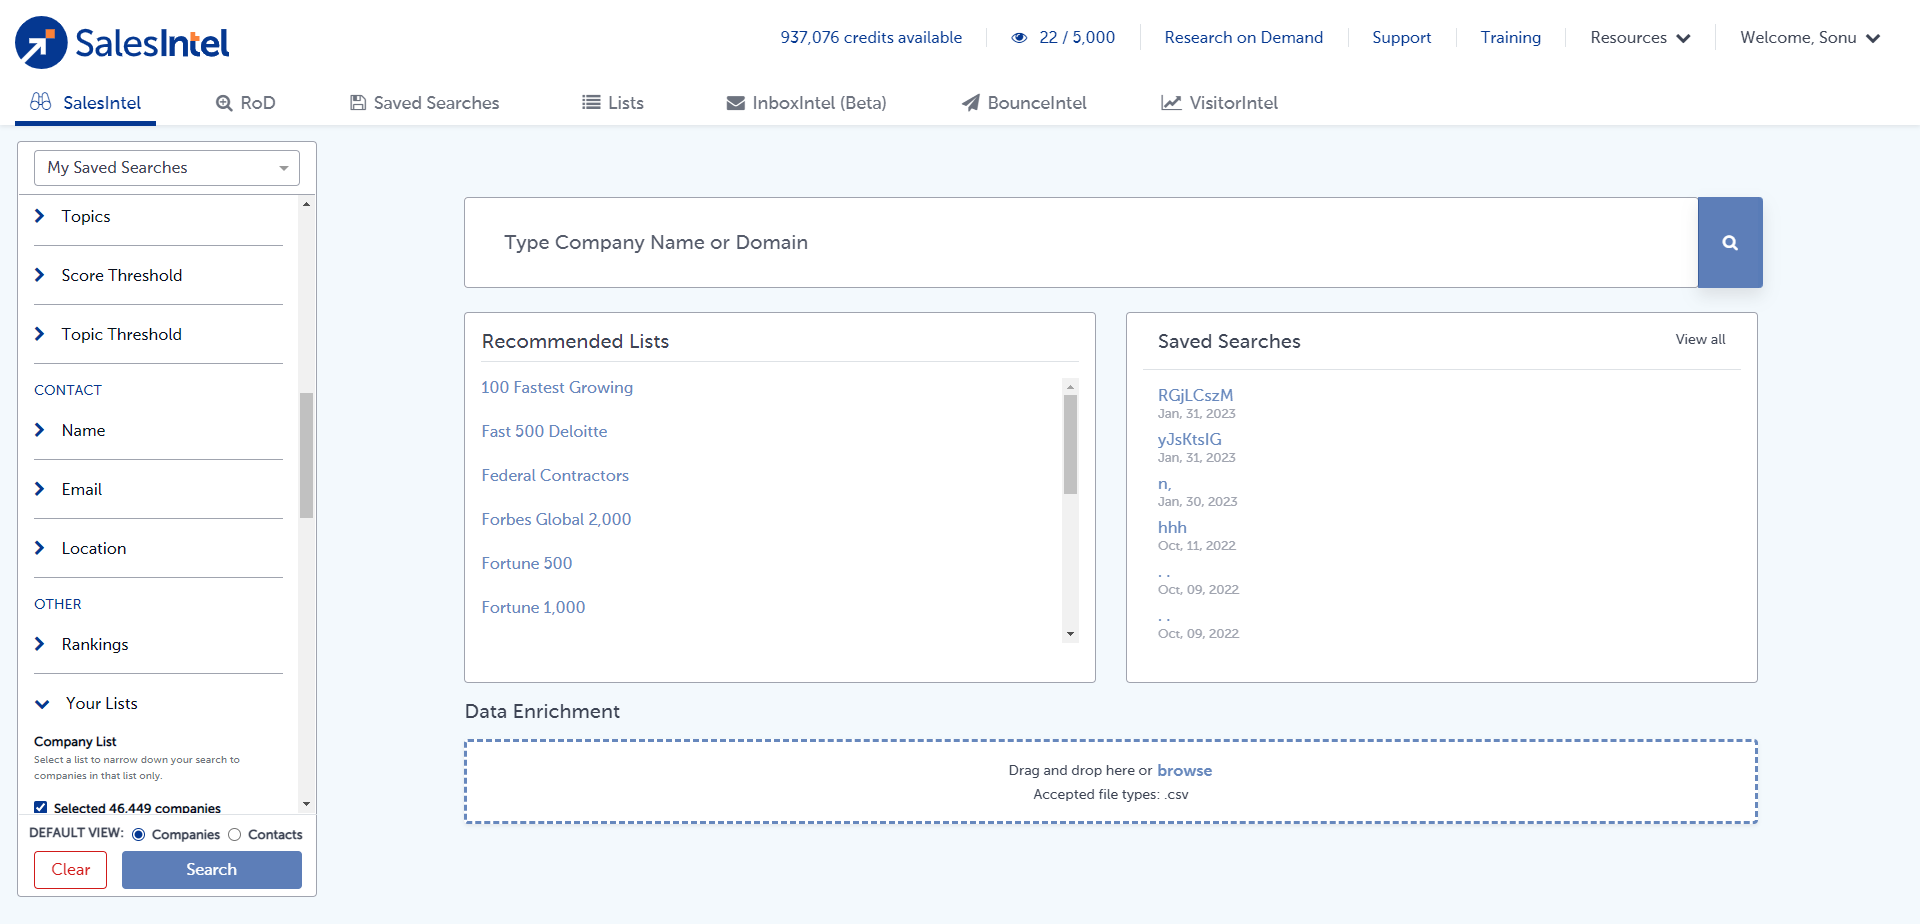 SalesIntel
937,076 credits available
22 / 5,000
Research on Demand
Support
Training
Resources
Welcome, Sonu
SalesIntel
RoD
Saved Searches
Lists
InboxIntel (Beta)
BounceIntel
VisitorIntel
My Saved Searches
Topics
Score Threshold
Topic Threshold
CONTACT
Name
Email
Location
OTHER
Rankings
Your Lists
Company List
Select a list to narrow down your search to
companies in that list only.
Selected 46,449 companies
DEFAULT VIEW: Companies Contacts
Clear
Search
Type Company Name or Domain
Recommended Lists
100 Fastest Growing
Fast 500 Deloitte
Federal Contractors
Forbes Global 2,000
Fortune 500
Fortune 1,000
Saved Searches
View all
RGjLCszM
Jan, 31, 2023
yJsKtsIG
Jan, 31, 2023
n,
Jan, 30, 2023
hhh
Oct, 11, 2022
. .
Oct, 09, 2022
. .
Oct, 09, 2022
Data Enrichment
Drag and drop here or browse
Accepted file types: .csv